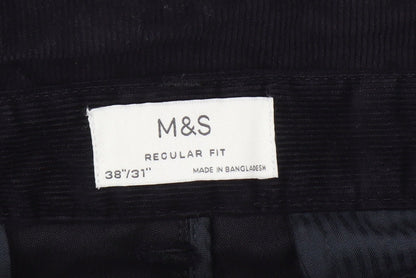 M&S
REGULAR FIT
38"/31" MADE IN BANGLADESH